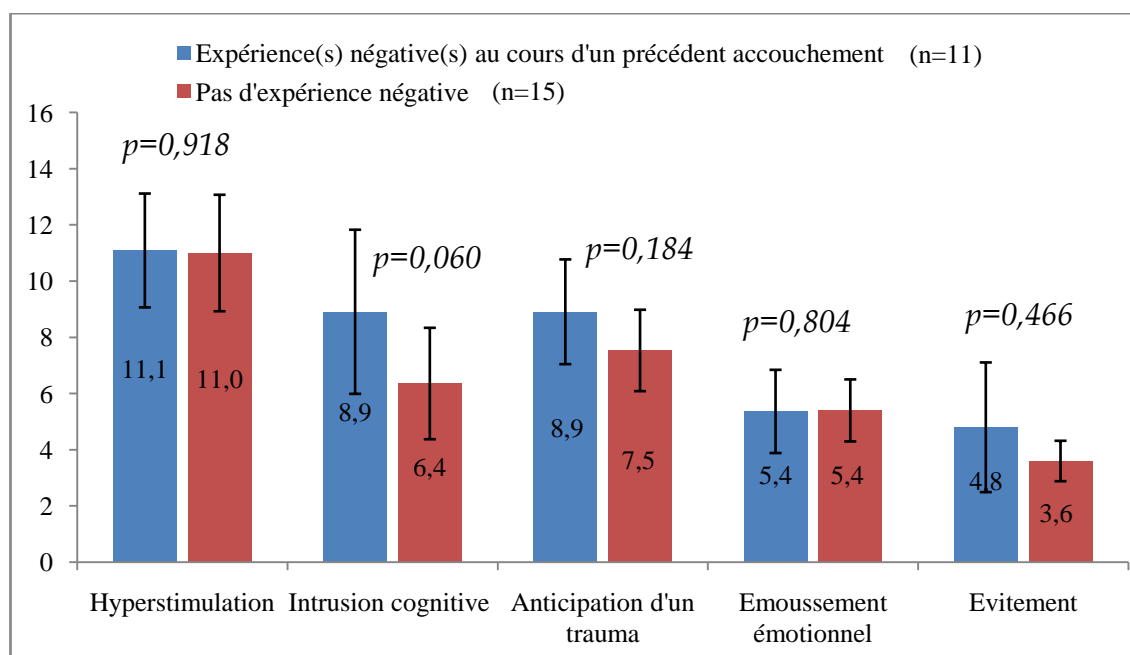 Expérience(s) négative(s) au cours d'un précédent accouchement (n=11)
Pas d'expérience négative (n=15)
16
14
12
10
8
6
4
2
0
p=0,918
p=0,060
p=0,184
p=0,804
p=0,466
11,1
11,0
8,9
6,4
8,9
7,5
5,4
5,4
4,8
3,6
Hyperstimulation
Intrusion cognitive
Anticipation d'un
trauma
Emoussement
émotionnel
Evitement